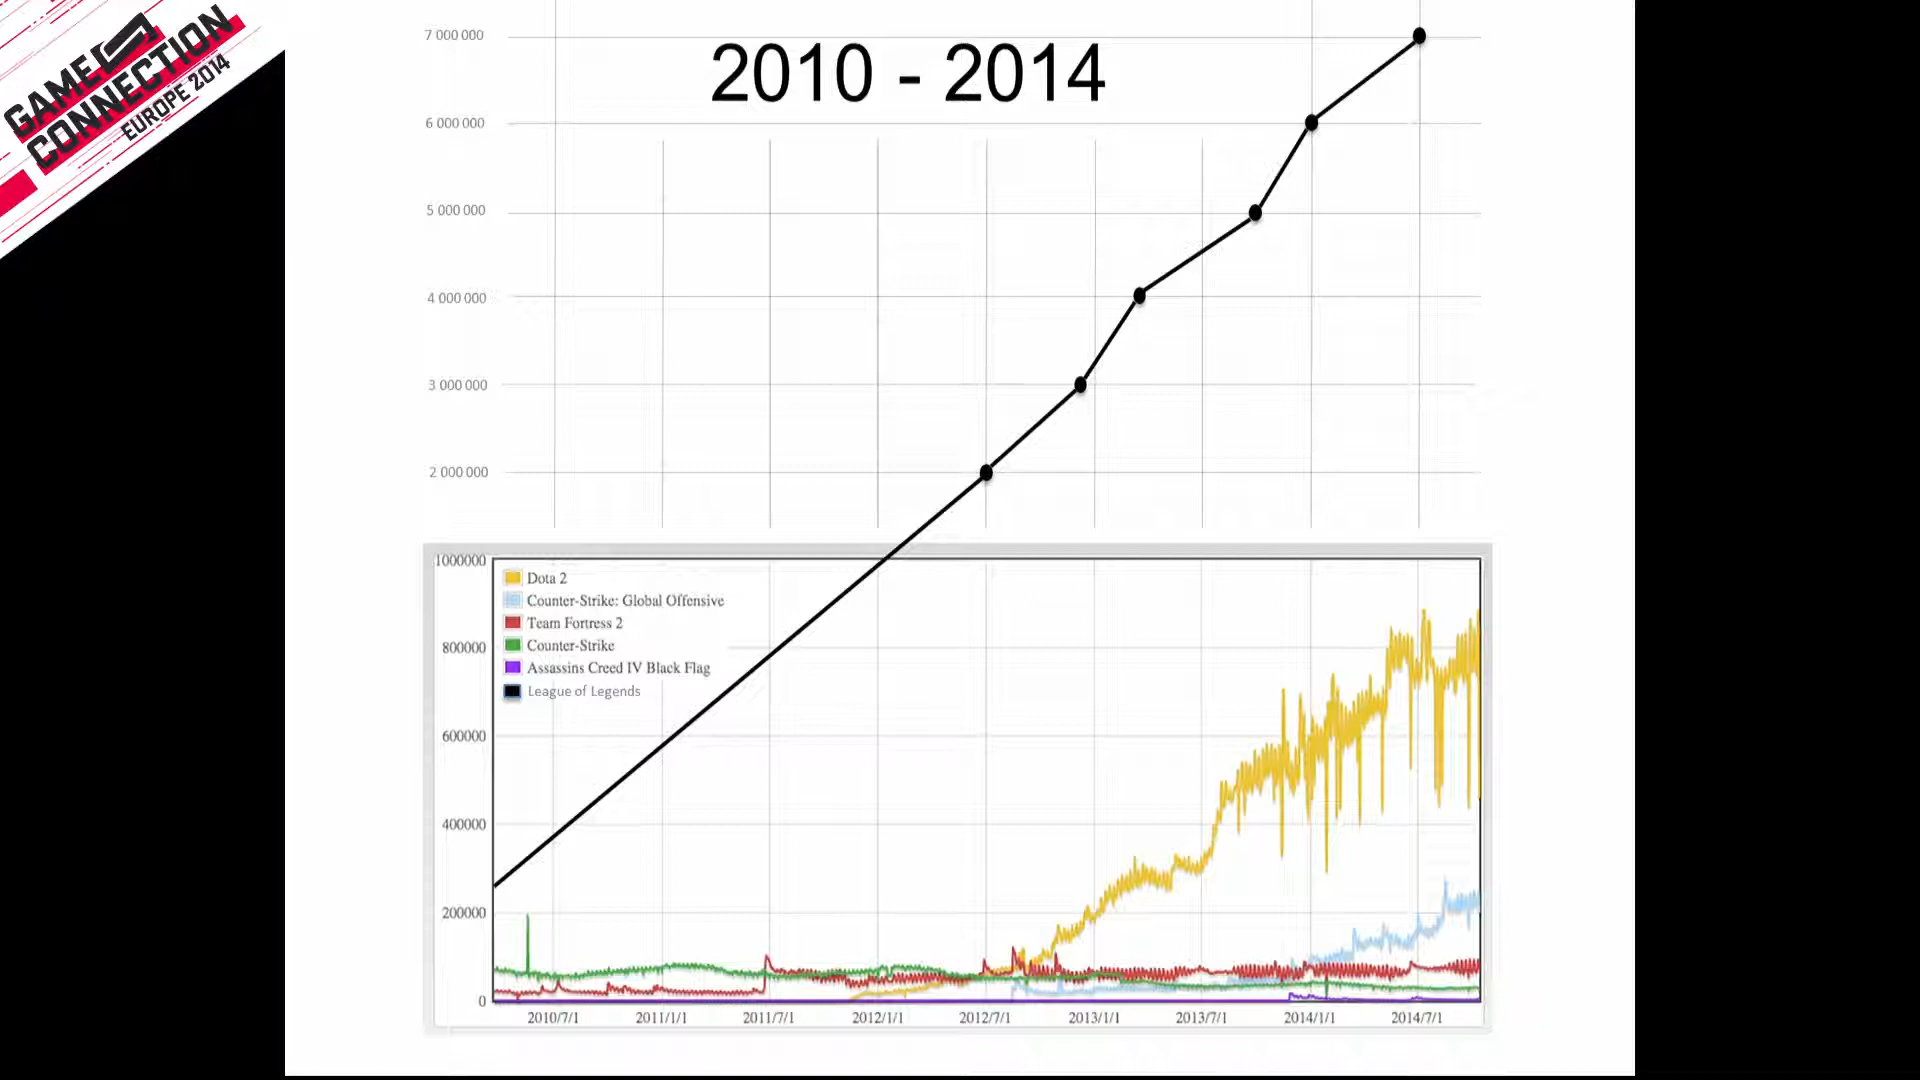 GAME
CONNECTION
EUROPE 2014
2010 - 2014
7 000 000
6 000 000
5 000 000
4 000 000
3 000 000
2 000 000
1000000
800000
600000
400000
200000
0
Dota 2
Counter-Strike: Global Offensive
Team Fortress 2
Counter-Strike
Assassins Creed IV Black Flag
League of Legends
2010/7/1 2011/1/1 2011/7/1 2012/1/1 2012/7/1 2013/1/1 2013/7/1 2014/1/1 2014/7/1